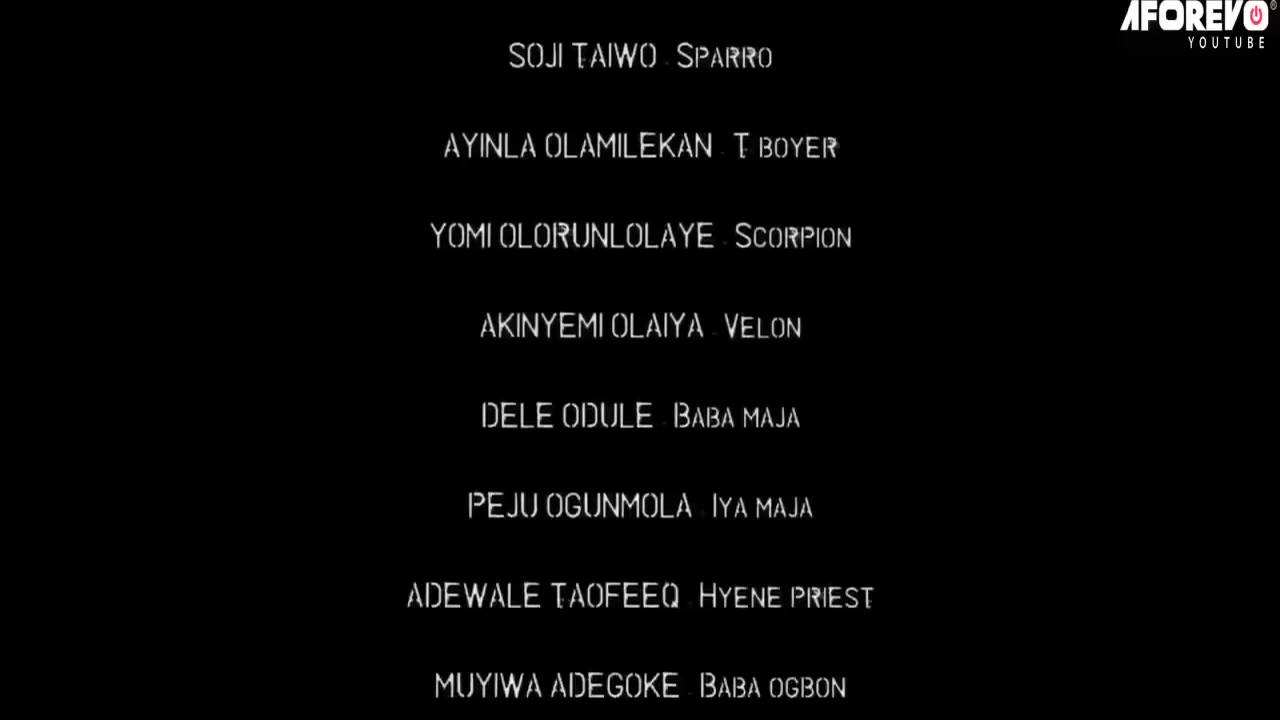 AFOREVO®
YOUTUBE
SOJI TAIWO - SPARRO
AYINLA OLAMILEKAN - T BOYER
YOMI OLORUNLOLAYE - SCORPION
AKINYEMI OLAIYA - VELON
DELE ODULE - BABA MAJA
PEJU OGUNMOLA - IYA MAJA
ADEWALE TAOFEEQ - HYENE PRIEST
MUYIWA ADEGOKE - BABA OGBON